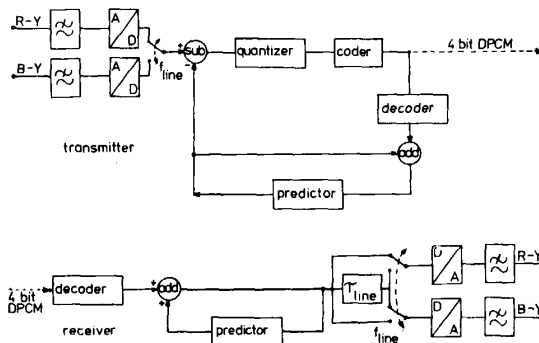 R-Y
A
D
B-Y
A
D
f line
+
sub
-
quantizer
coder
4 bit DPCM
decoder
add
predictor
transmitter
4 bit
DPCM
decoder
+
add
+
predictor
receiver
τ line
f line
D
A
R-Y
D
A
B-Y